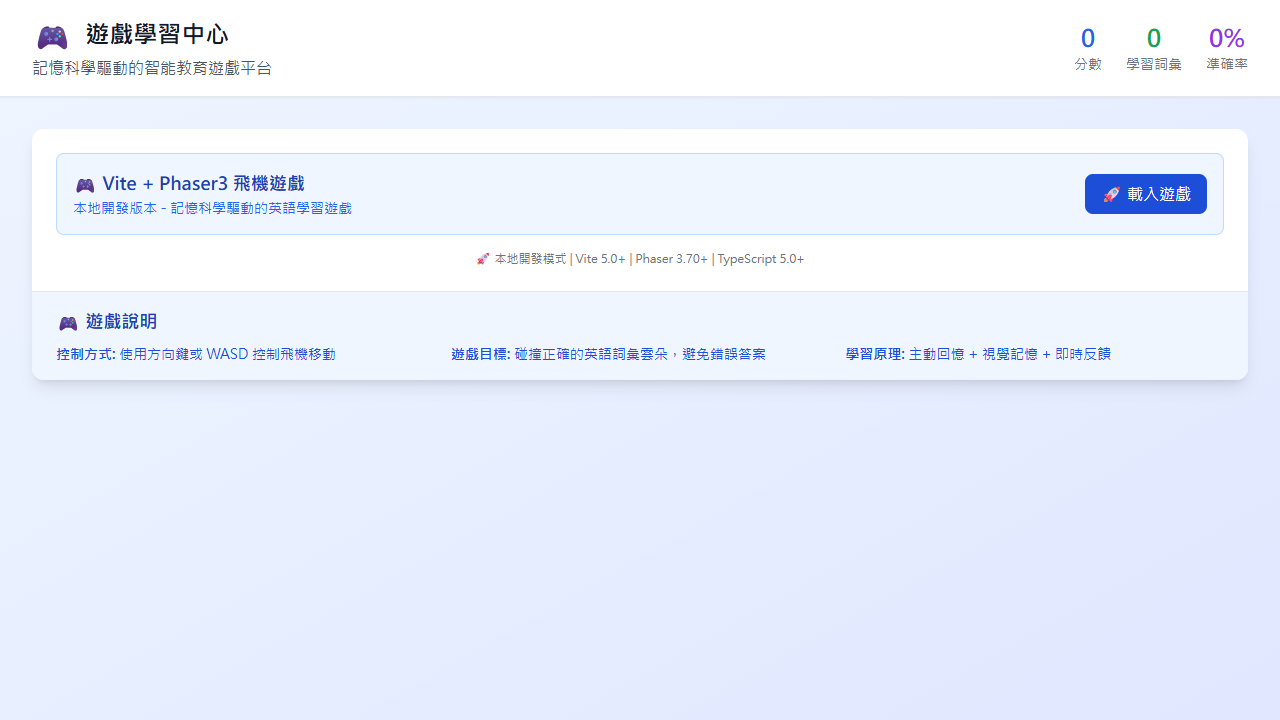 🎮 遊戲學習中心
記憶科學驅動的智能教育遊戲平台
0
分數
0
學習詞彙
0%
準確率
🎮 Vite + Phaser3 飛機遊戲
本地開發版本 - 記憶科學驅動的英語學習遊戲
🚀 載入遊戲
🚀 本地開發模式 | Vite 5.0+ | Phaser 3.70+ | TypeScript 5.0+
🎮 遊戲說明
控制方式: 使用方向鍵或 WASD 控制飛機移動
遊戲目標: 碰撞正確的英語詞彙雲朵，避免錯誤答案
學習原理: 主動回憶 + 視覺記憶 + 即時反饋